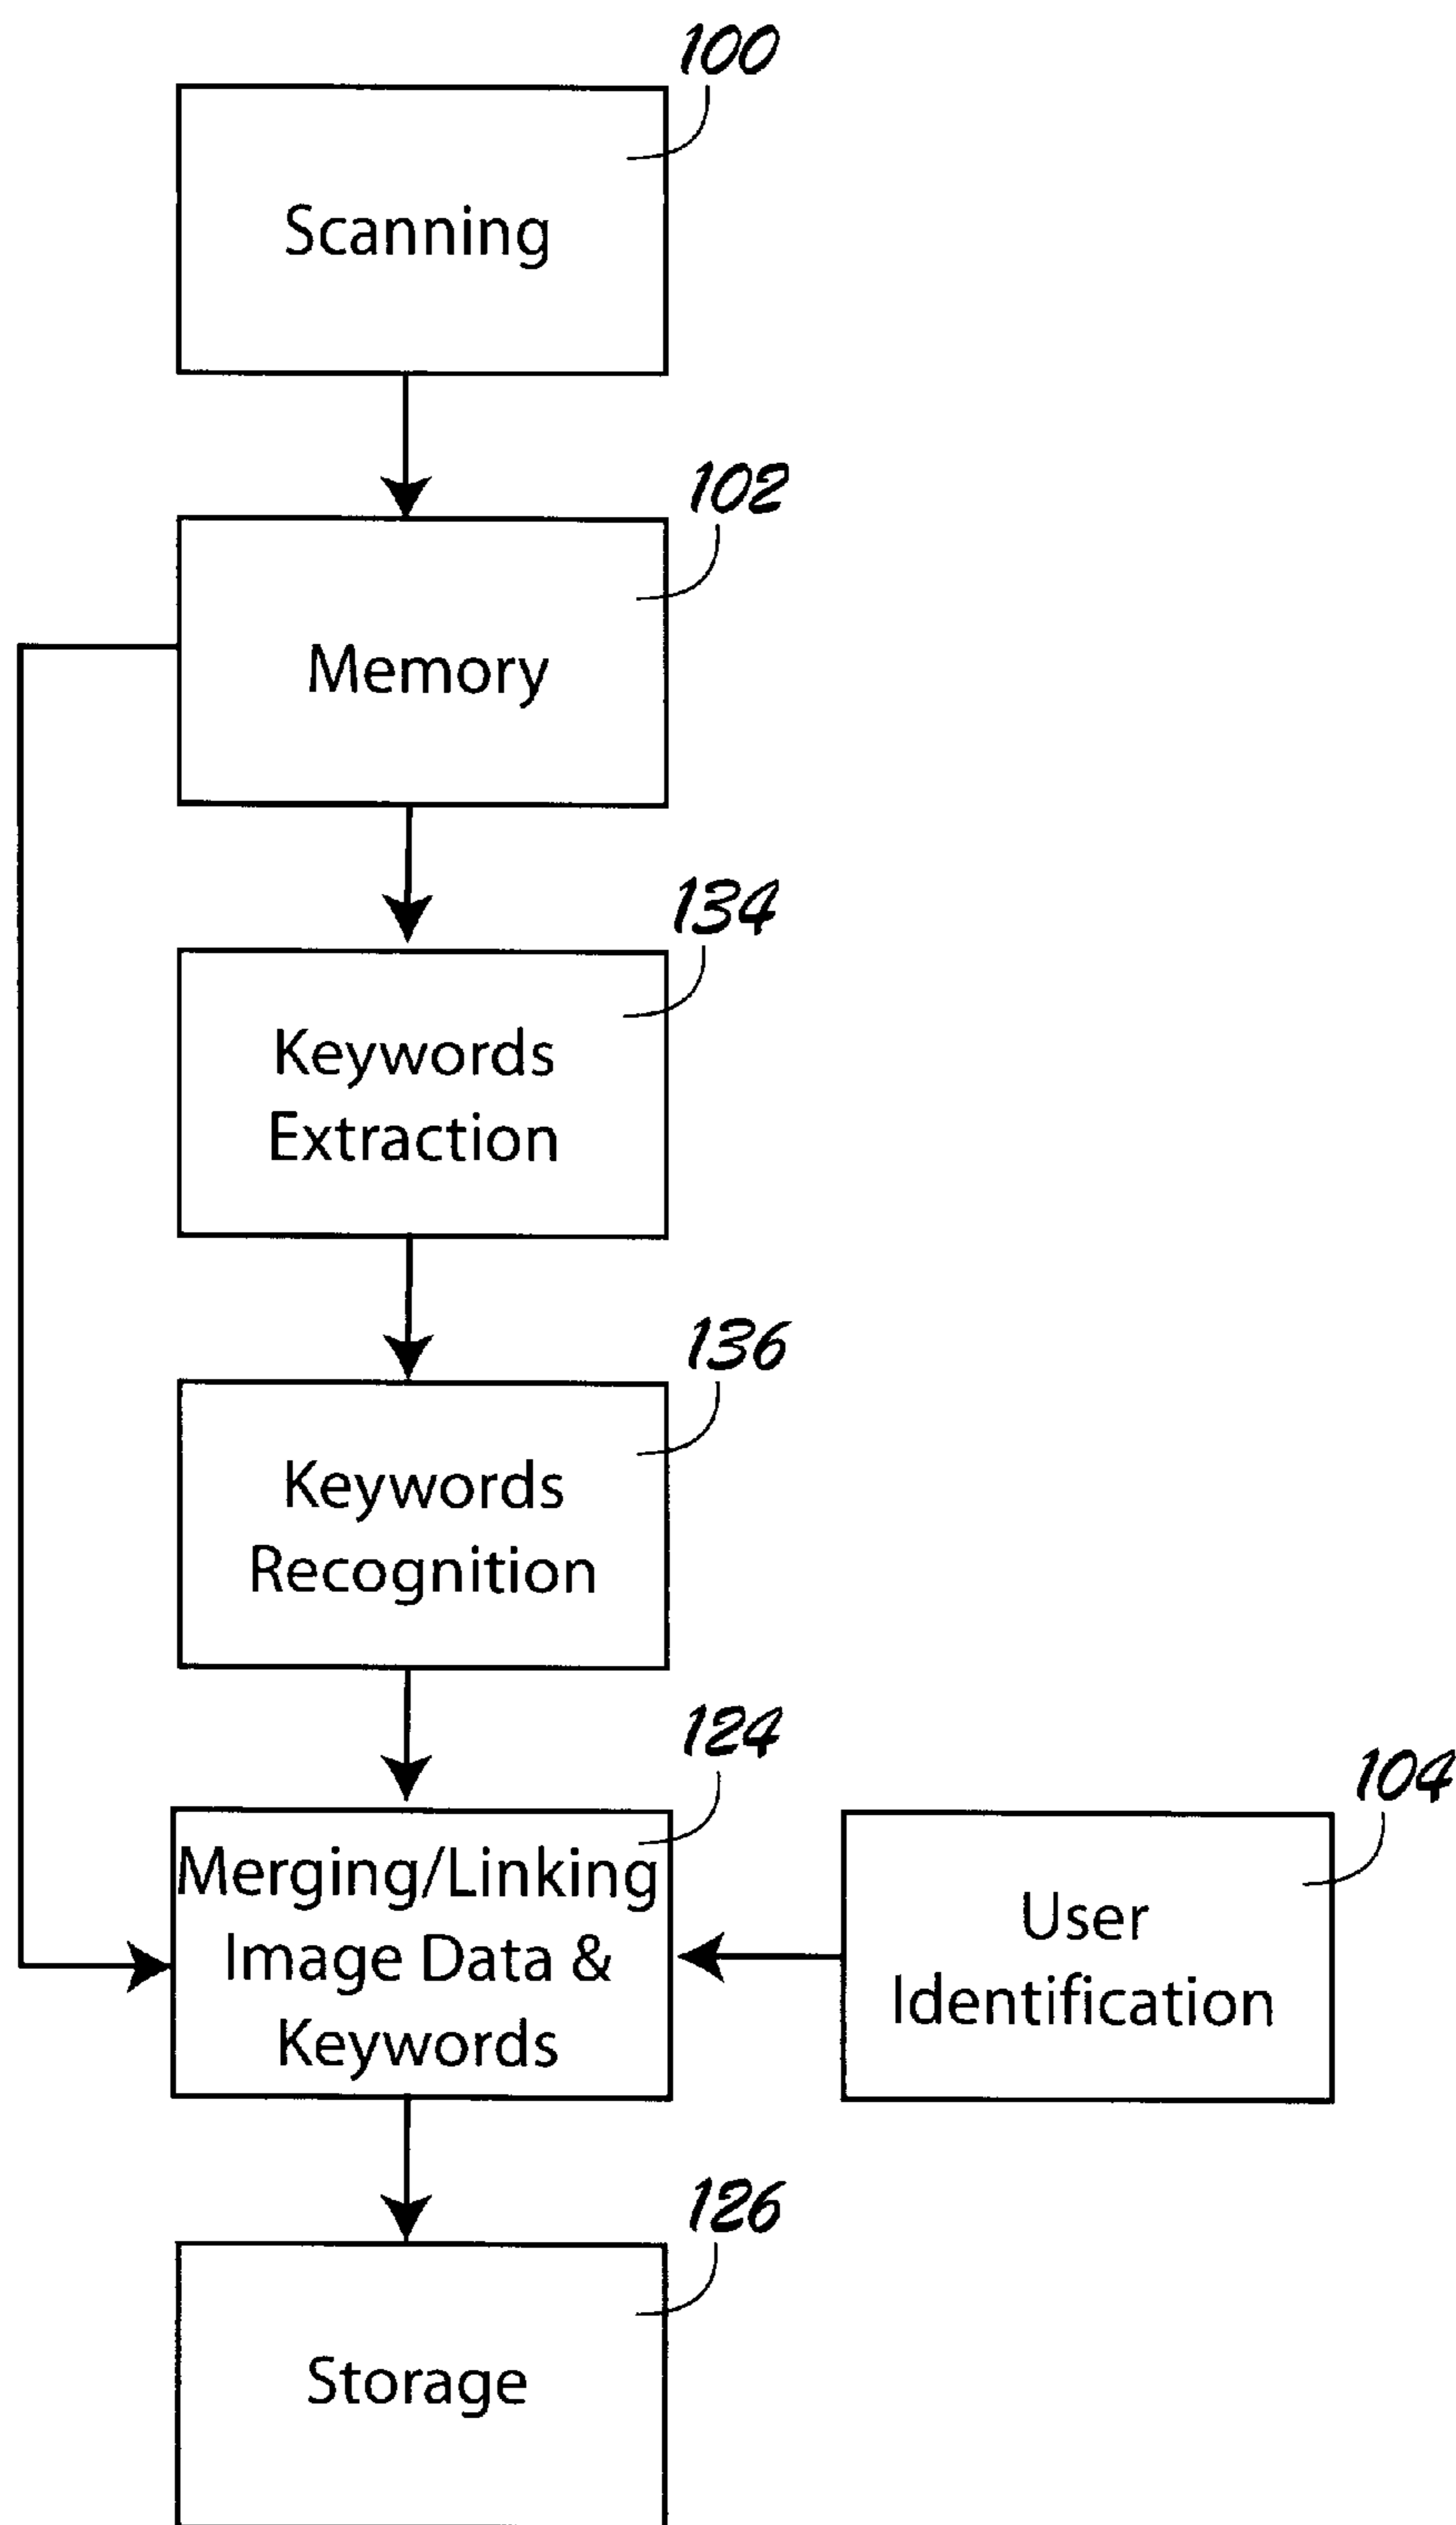 100
Scanning
102
Memory
134
Keywords
Extraction
136
Keywords
Recognition
124
Merging/Linking
Image Data &
Keywords
104
User
Identification
126
Storage